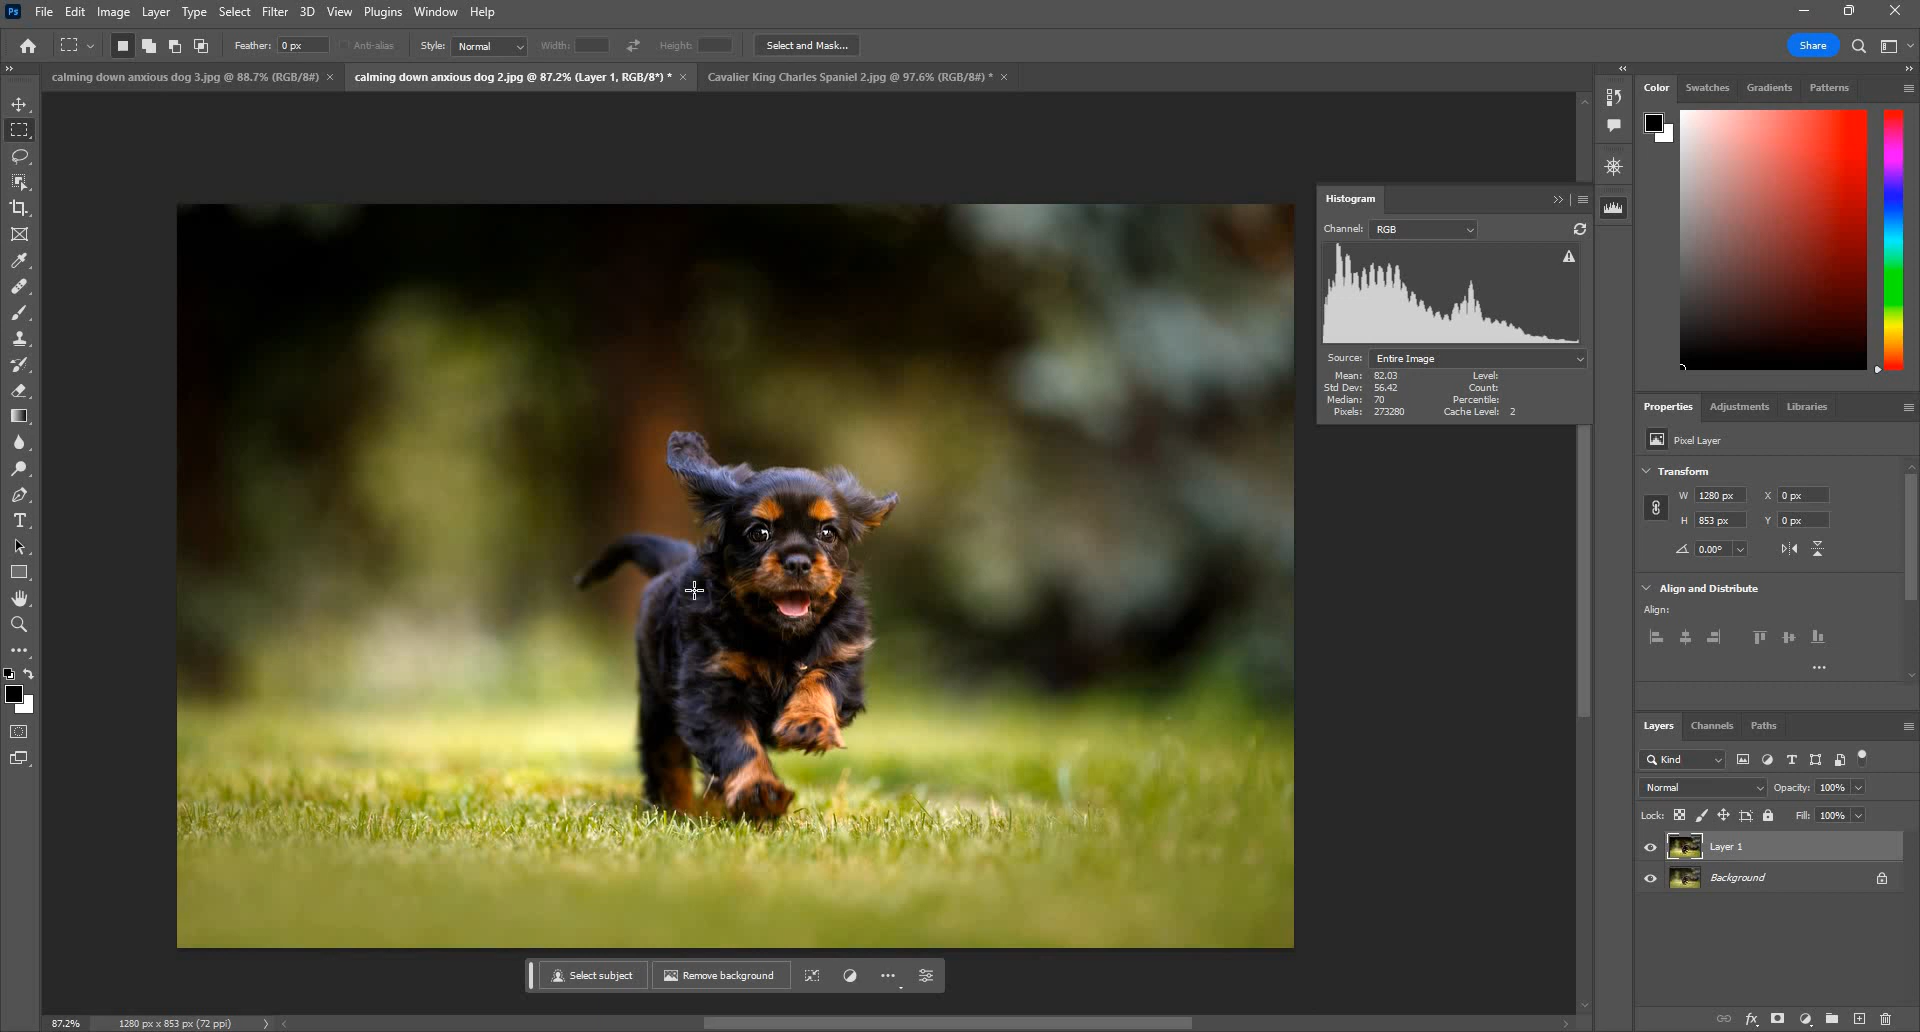 Ps File Edit Image Layer Type Select Filter 3D View Plugins Window Help
Feather: 0 px Anti-alias Style: Normal Width: Height: Select and Mask... Share
calming down anxious dog 3.jpg @ 88.7% (RGB/8#) × calming down anxious dog 2.jpg @ 87.2% (Layer 1, RGB/8*) * × Cavalier King Charles Spaniel 2.jpg @ 97.6% (RGB/8#) * ×
Color Swatches Gradients Patterns
Histogram
Channel: RGB
Source: Entire Image
Mean: 82.03 Level:
Std Dev: 56.42 Count:
Median: 70 Percentile:
Pixels: 273280 Cache Level: 2
Properties Adjustments Libraries
Pixel Layer
Transform
W 1280 px X 0 px
H 853 px Y 0 px
0.00°
Align and Distribute
Align:
Layers Channels Paths
Kind
Normal Opacity: 100%
Lock: Fill: 100%
Layer 1
Background
Select subject Remove background
87.2% 1280 px x 853 px (72 ppi)